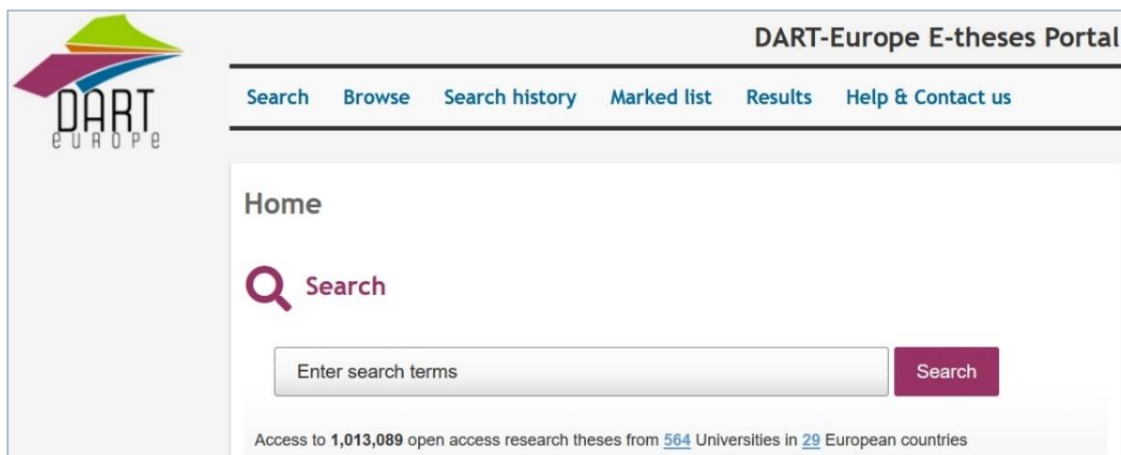 DART-Europe E-theses Portal
DART
EUROPE
Search Browse Search history Marked list Results Help & Contact us
Home
Search
Enter search terms Search
Access to 1,013,089 open access research theses from 564 Universities in 29 European countries